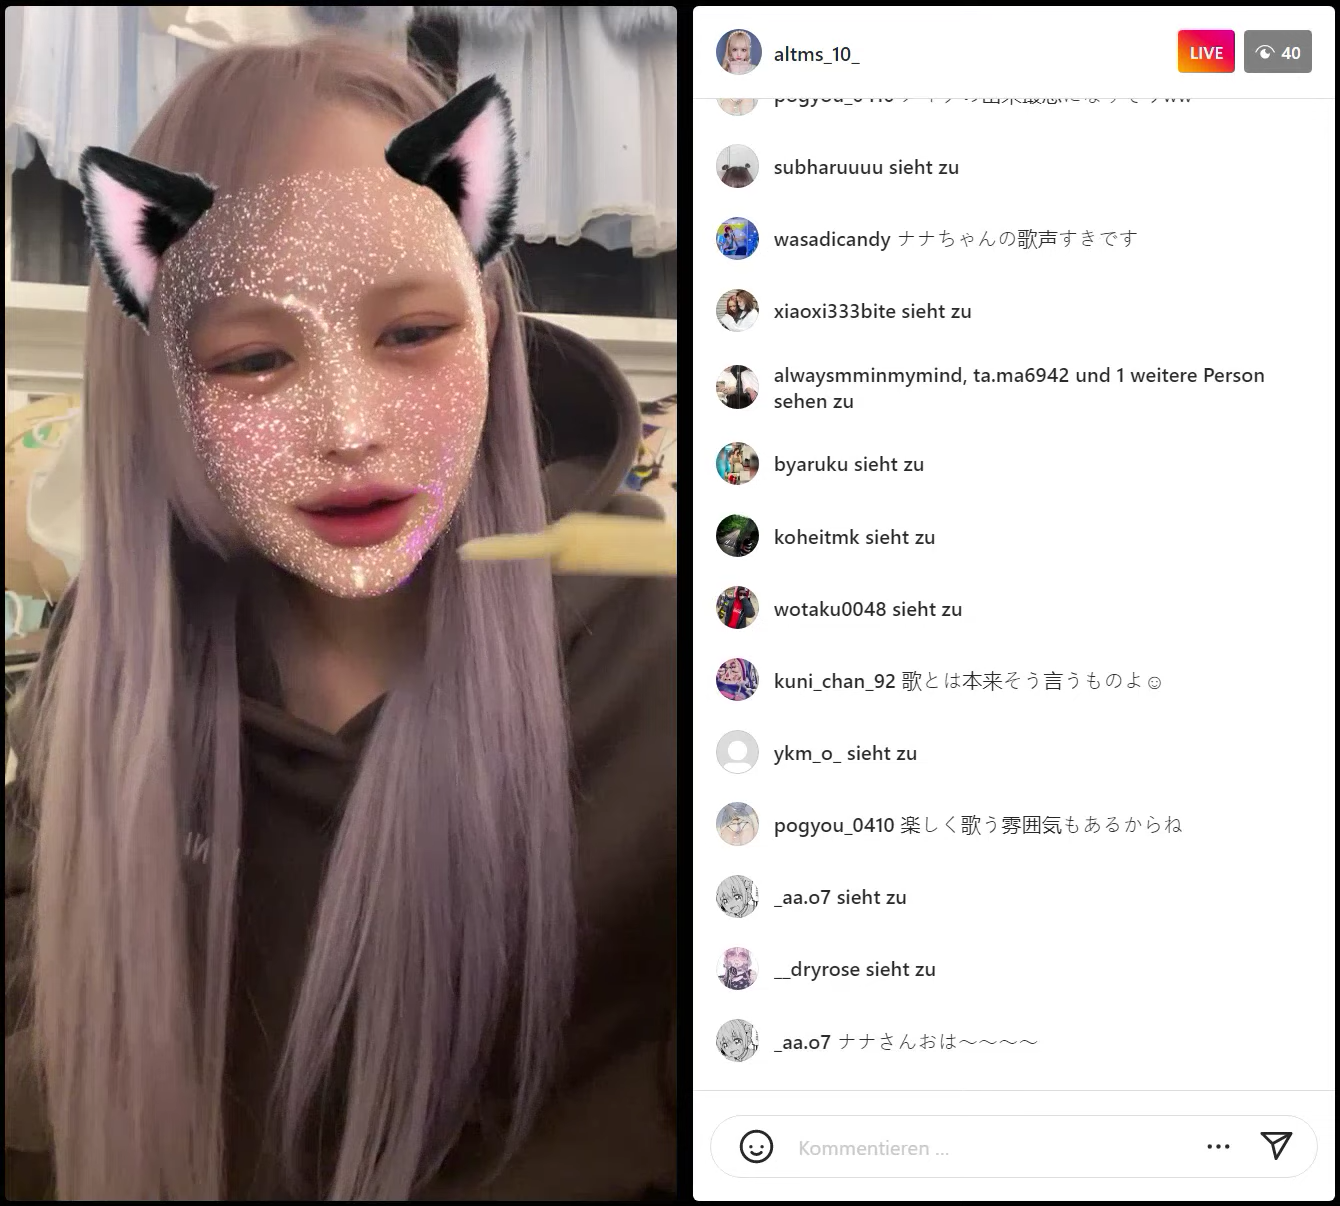 altms_10_
LIVE
40
pogyou_0410
subharuuuu sieht zu
wasadicandy ナナちゃんの歌声すきです
xiaoxi333bite sieht zu
alwaysmminmymind, ta.ma6942 und 1 weitere Person
sehen zu
byaruku sieht zu
koheitmk sieht zu
wotaku0048 sieht zu
kuni_chan_92 歌とは本来そう言うものよ☺
ykm_o_ sieht zu
pogyou_0410 楽しく歌う雰囲気もあるからね
_aa.o7 sieht zu
__dryrose sieht zu
_aa.o7 ナナさんおは〜〜〜〜
Kommentieren ...